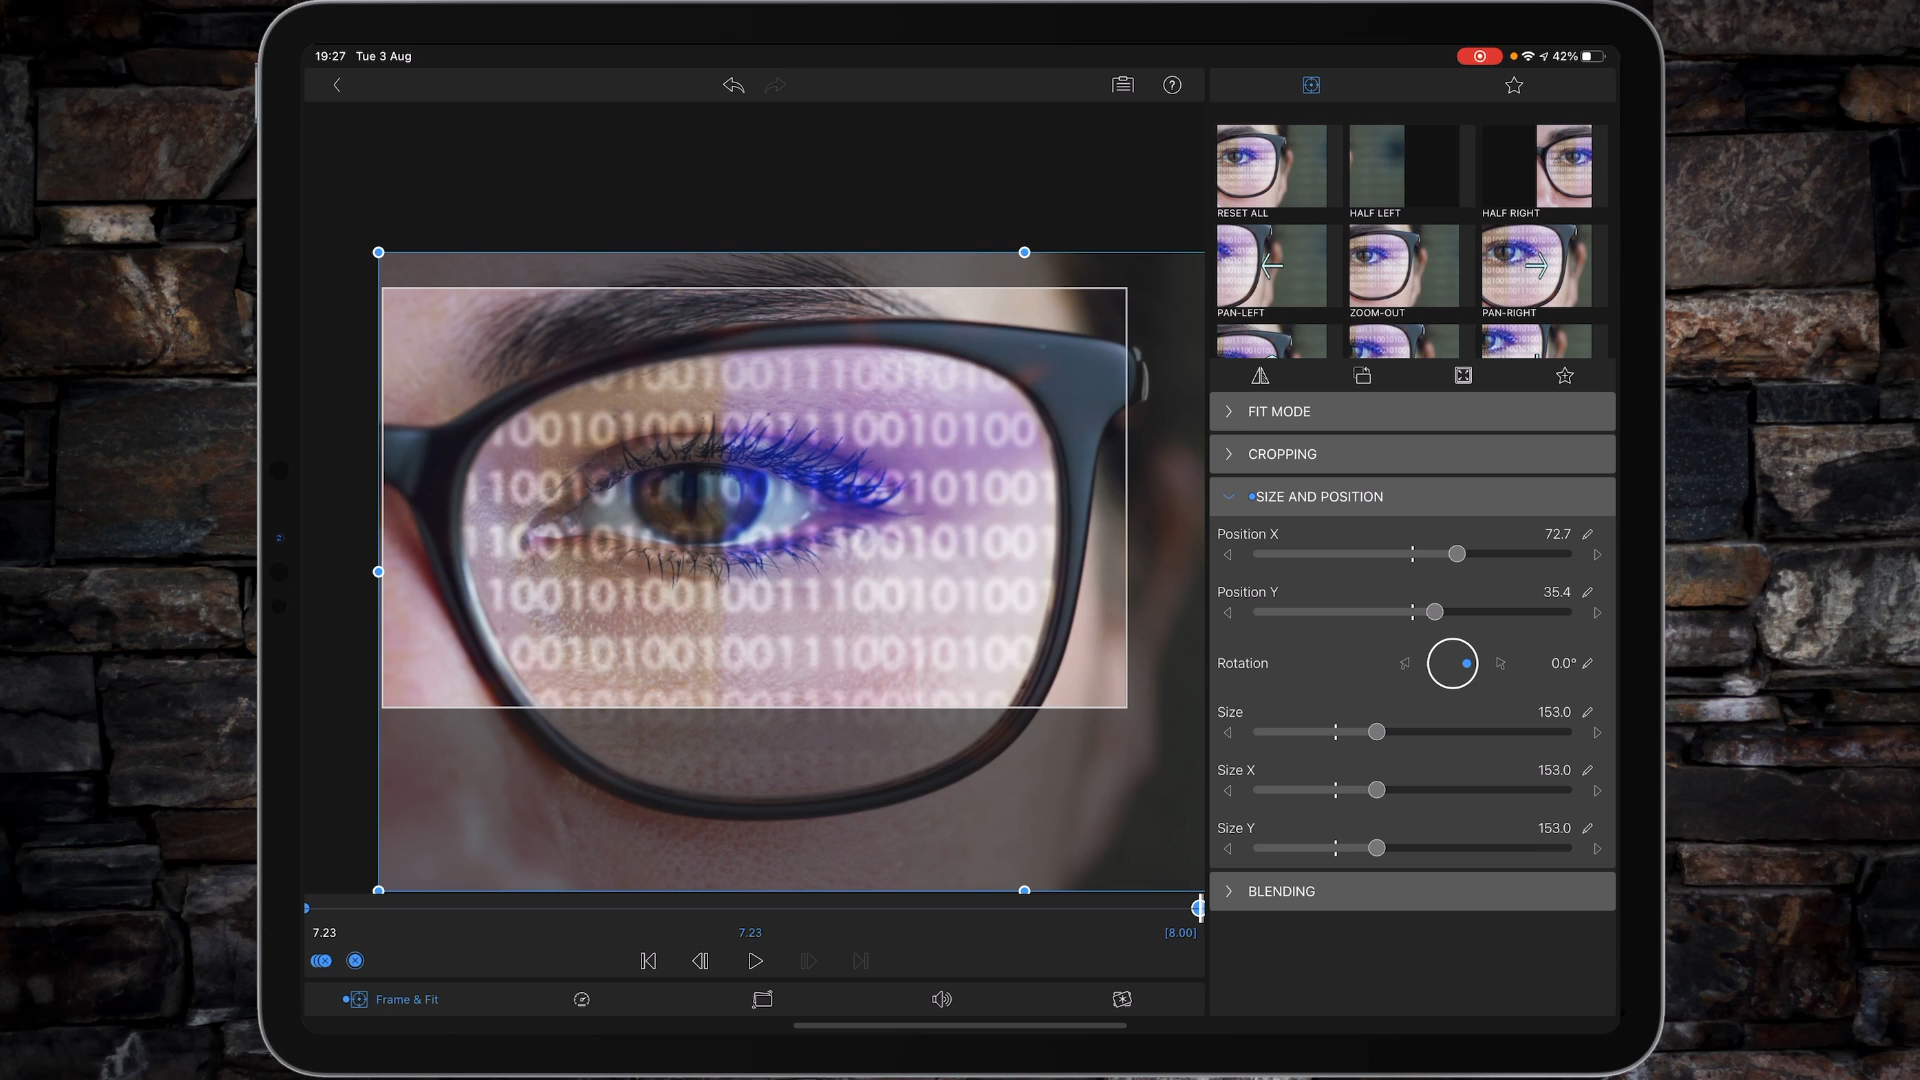 19:27 Tue 3 Aug
42%
RESET ALL HALF LEFT HALF RIGHT
PAN-LEFT ZOOM-OUT PAN-RIGHT
FIT MODE
CROPPING
SIZE AND POSITION
Position X 72.7
Position Y 35.4
Rotation 0.0°
Size 153.0
Size X 153.0
Size Y 153.0
BLENDING
7.23 7.23 [8.00]
Frame & Fit